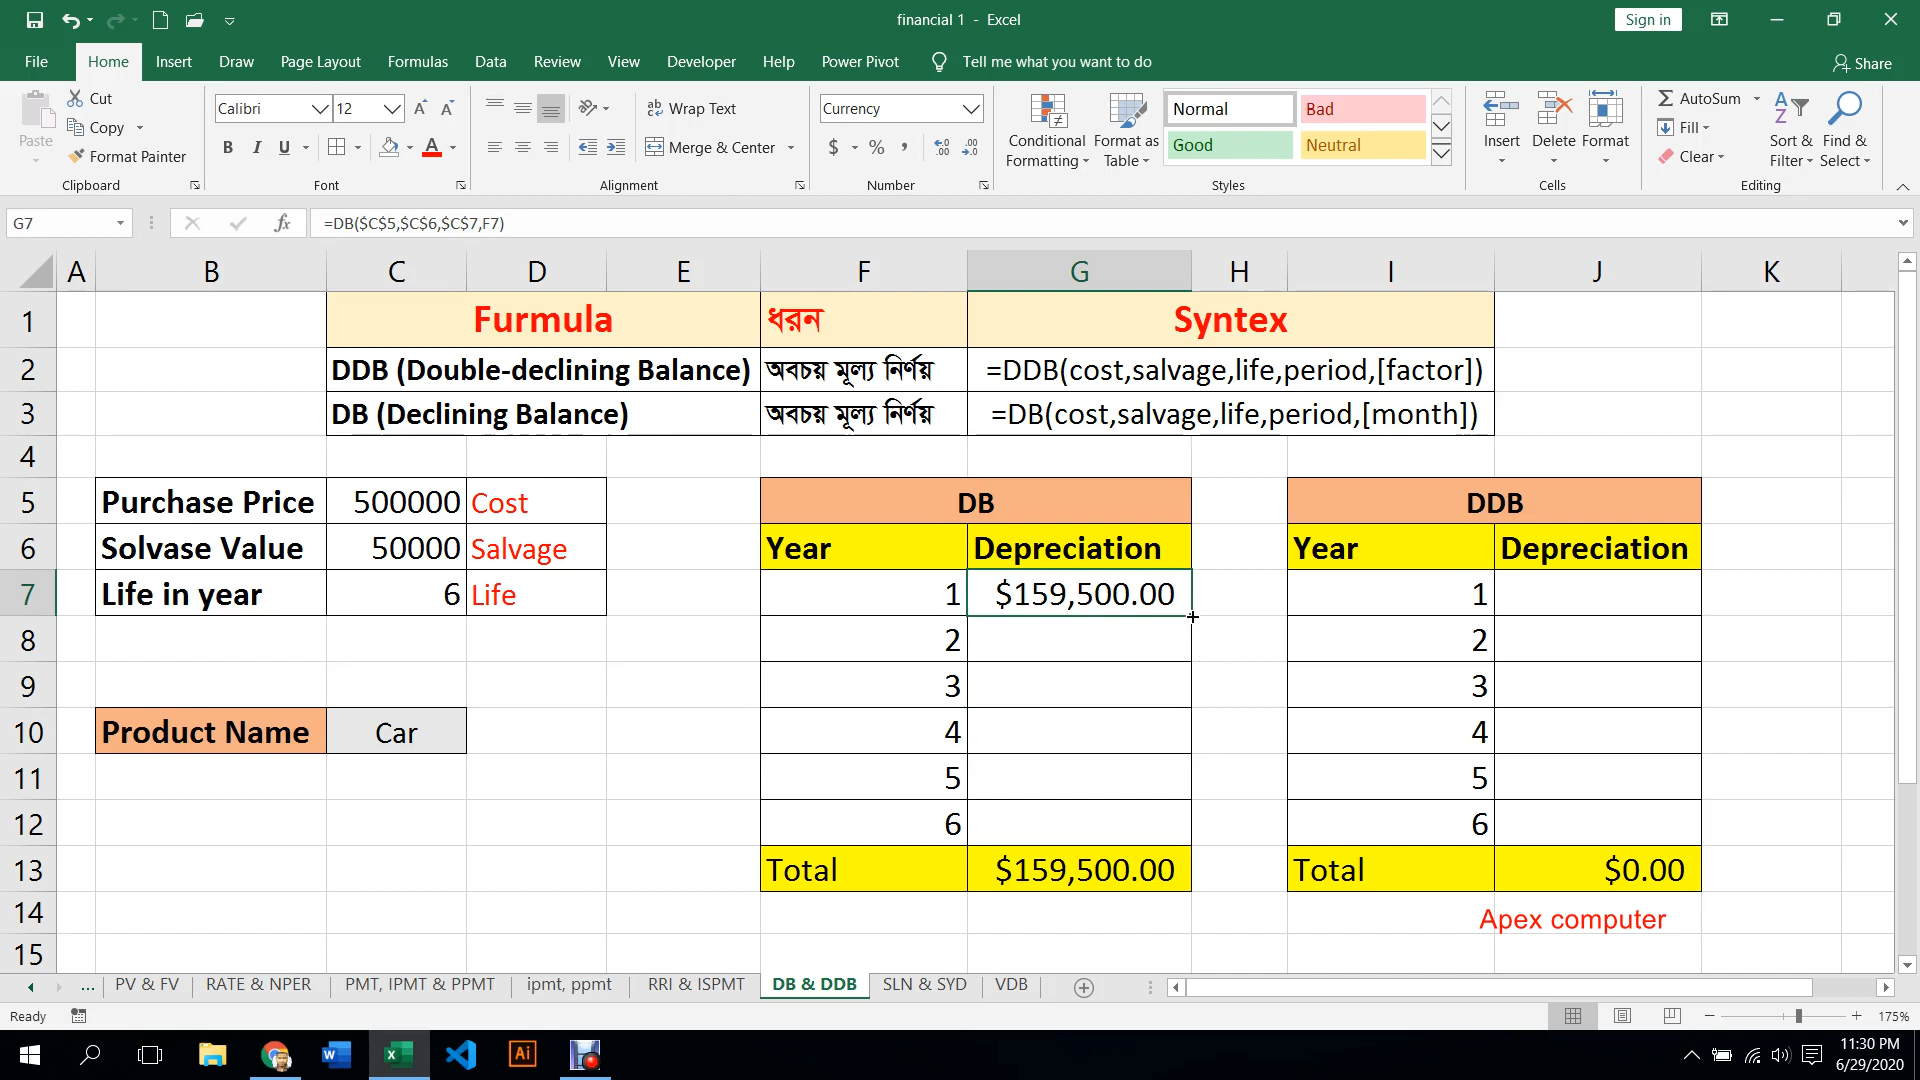 financial 1 - Excel
Sign in
File Home Insert Draw Page Layout Formulas Data Review View Developer Help Power Pivot Tell me what you want to do Share
Paste
Cut
Copy
Format Painter
Clipboard
Calibri 12
B I U
Font
Wrap Text
Merge & Center
Alignment
Currency
$ % ,
Number
Conditional Formatting
Format as Table
Normal Bad
Good Neutral
Styles
Insert Delete Format
Cells
AutoSum
Fill
Clear
Sort & Filter
Find & Select
Editing
G7 fx =DB($C$5,$C$6,$C$7,F7)
A B C D E F G H I J K
1 Furmula ধরন Syntex
2 DDB (Double-declining Balance) অবচয় মূল্য নির্ণয় =DDB(cost,salvage,life,period,[factor])
3 DB (Declining Balance) অবচয় মূল্য নির্ণয় =DB(cost,salvage,life,period,[month])
4
5 Purchase Price 500000 Cost DB DDB
6 Solvase Value 50000 Salvage Year Depreciation Year Depreciation
7 Life in year 6 Life 1 $159,500.00 1
8 2 2
9 3 3
10 Product Name Car 4 4
11 5 5
12 6 6
13 Total $159,500.00 Total $0.00
14 Apex computer
15
... PV & FV RATE & NPER PMT, IPMT & PPMT ipmt, ppmt RRI & ISPMT DB & DDB SLN & SYD VDB
Ready 175%
11:30 PM
6/29/2020